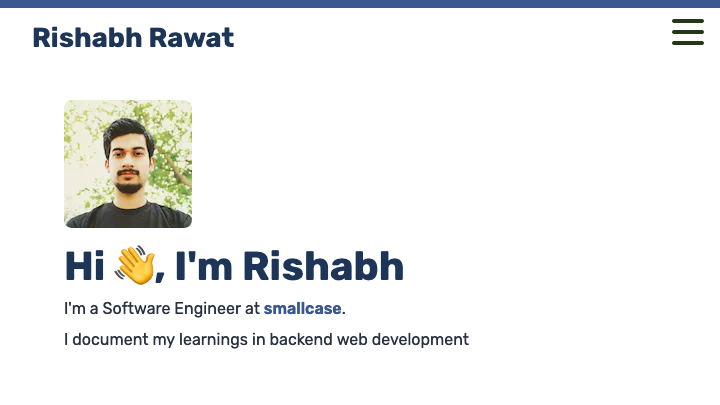 Rishabh Rawat
Hi 👋, I'm Rishabh
I'm a Software Engineer at smallcase.
I document my learnings in backend web development